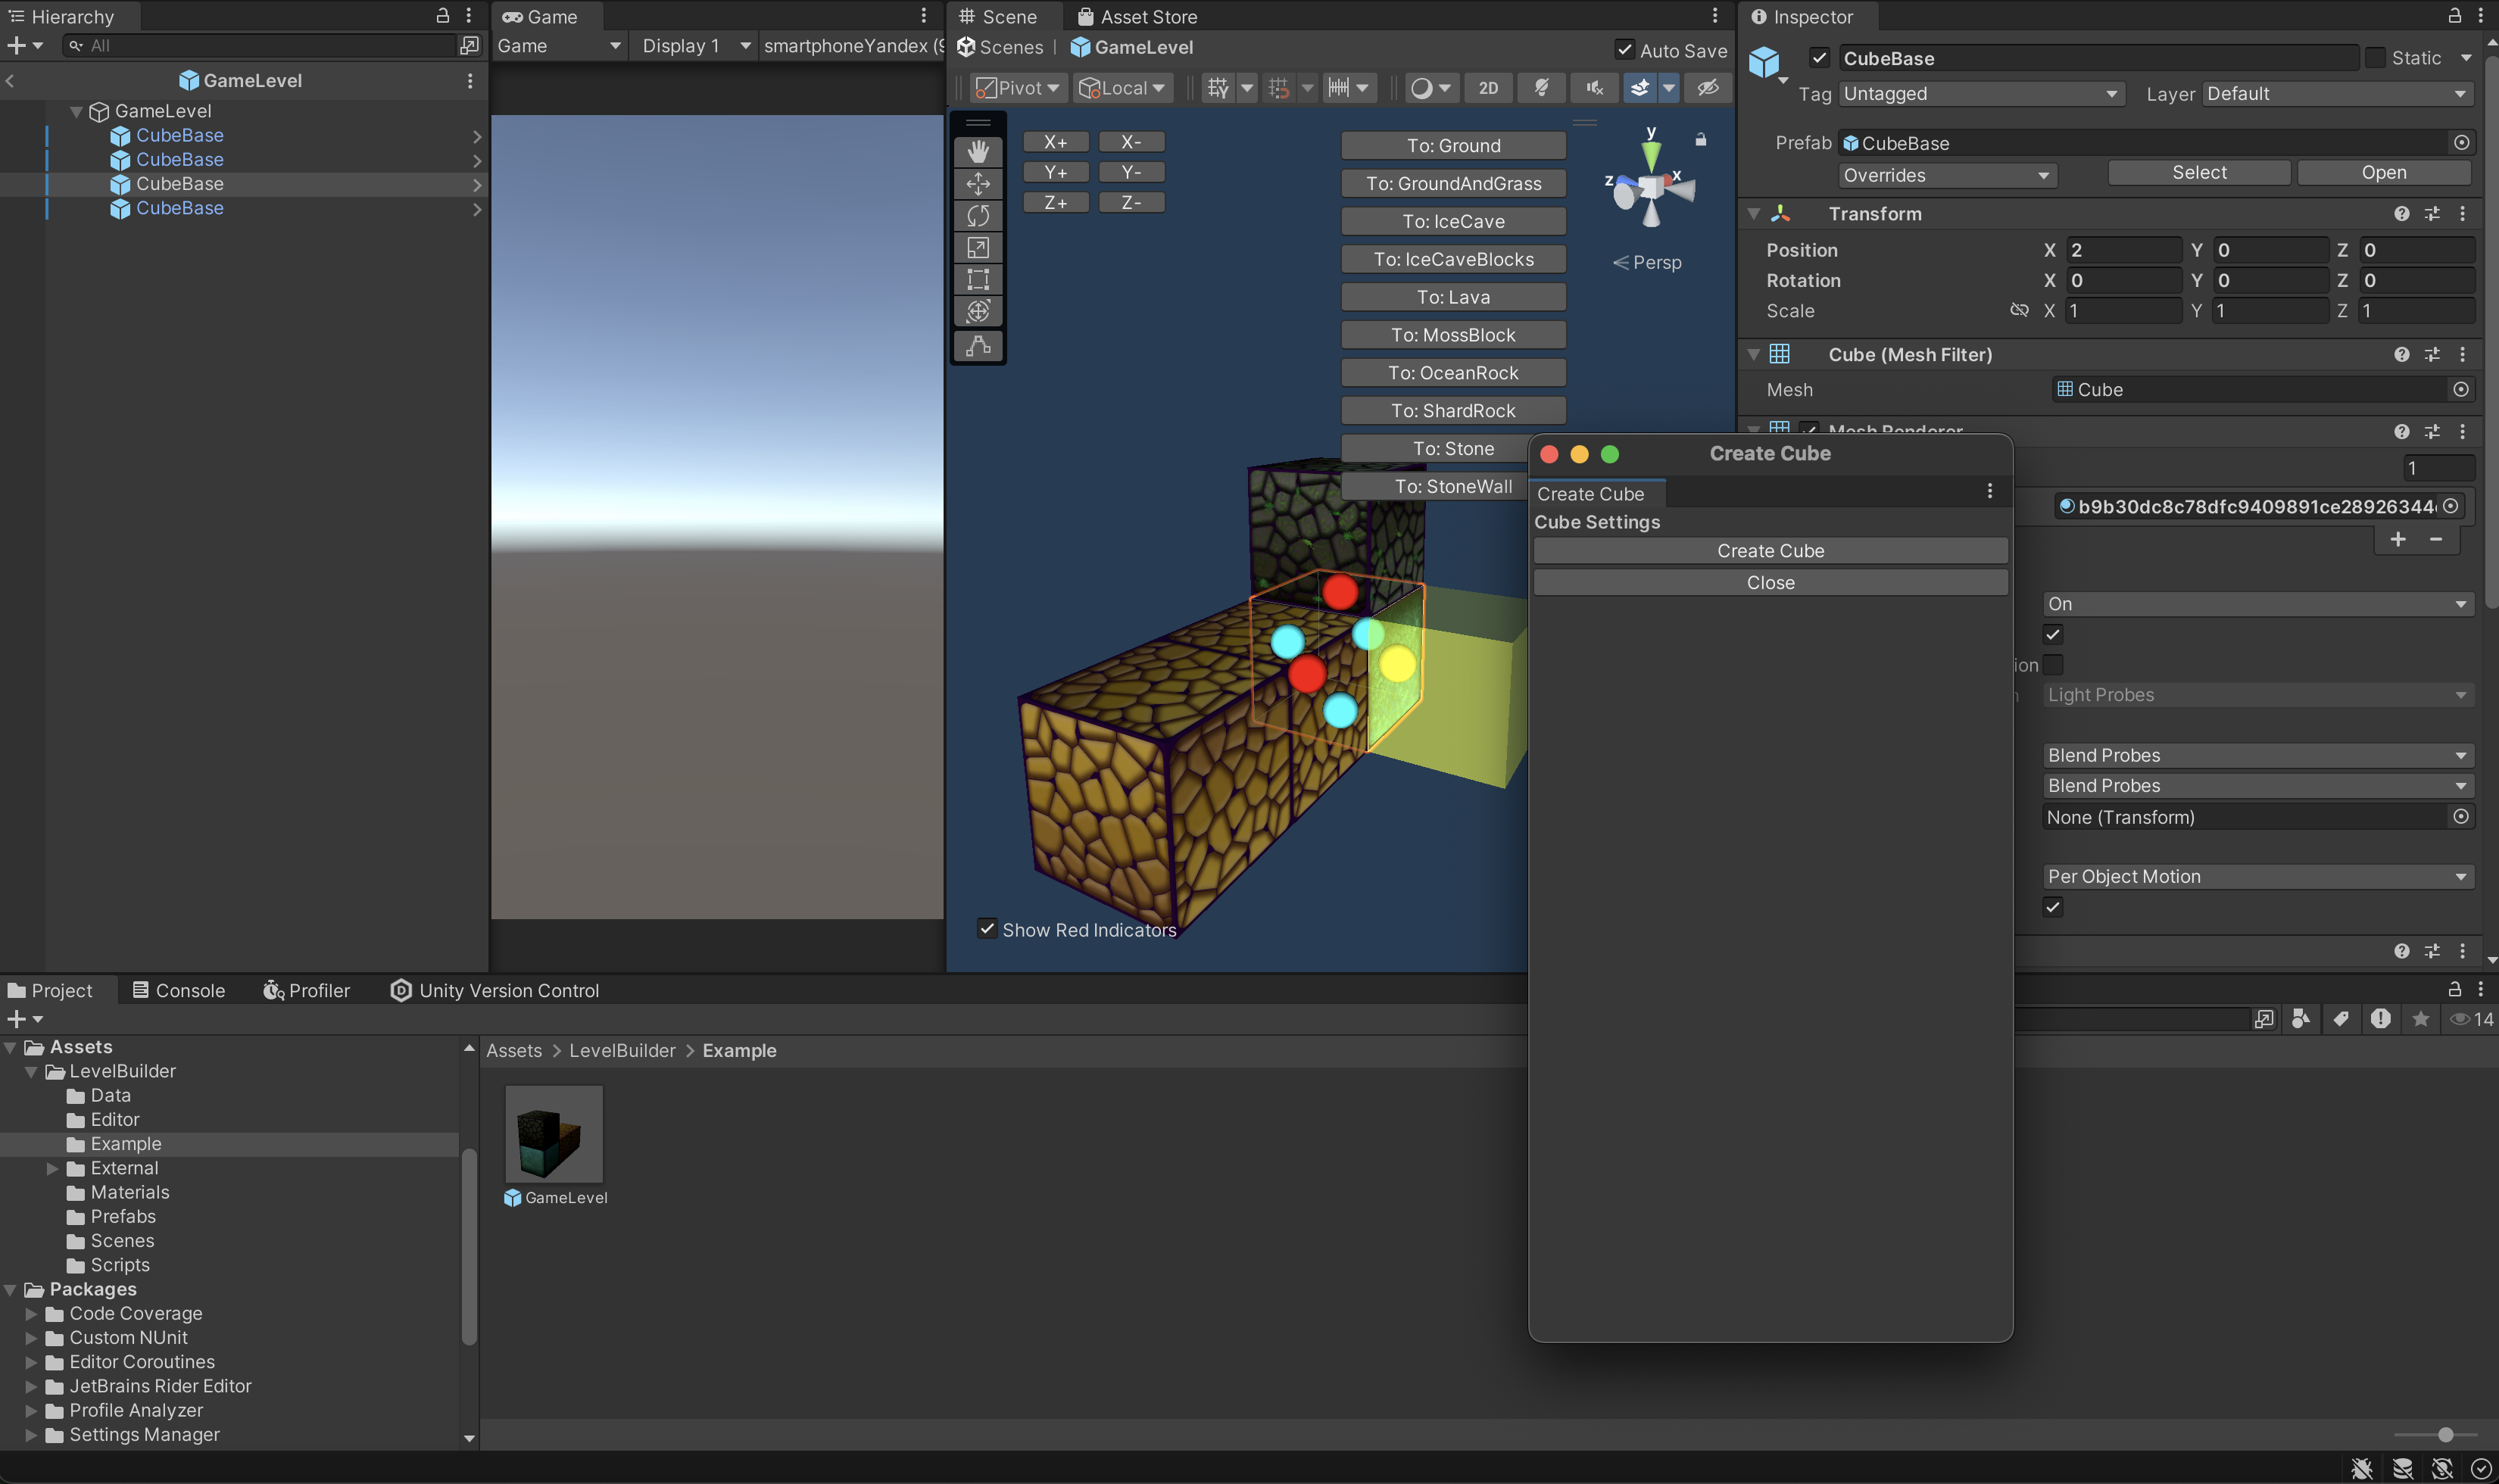 Hierarchy
All
GameLevel
GameLevel
CubeBase
CubeBase
CubeBase
CubeBase
Game
Game
Display 1
smartphoneYandex (9
Scene
Asset Store
Scenes
GameLevel
Auto Save
Pivot
Local
2D
X+
X-
Y+
Y-
Z+
Z-
To: Ground
To: GroundAndGrass
To: IceCave
To: IceCaveBlocks
To: Lava
To: MossBlock
To: OceanRock
To: ShardRock
To: Stone
To: StoneWall
y
z
x
Persp
Show Red Indicators
Inspector
CubeBase
Static
Tag
Untagged
Layer
Default
Prefab
CubeBase
Overrides
Select
Open
Transform
Position
X
2
Y
0
Z
0
Rotation
X
0
Y
0
Z
0
Scale
X
1
Y
1
Z
1
Cube (Mesh Filter)
Mesh
Cube
Mesh Renderer
1
b9b30dc8c78dfc9409891ce28926344
On
ion
Light Probes
Blend Probes
Blend Probes
None (Transform)
Per Object Motion
Create Cube
Create Cube
Cube Settings
Create Cube
Close
Project
Console
Profiler
Unity Version Control
14
Assets
LevelBuilder
Data
Editor
Example
External
Materials
Prefabs
Scenes
Scripts
Packages
Code Coverage
Custom NUnit
Editor Coroutines
JetBrains Rider Editor
Profile Analyzer
Settings Manager
Assets > LevelBuilder > Example
GameLevel